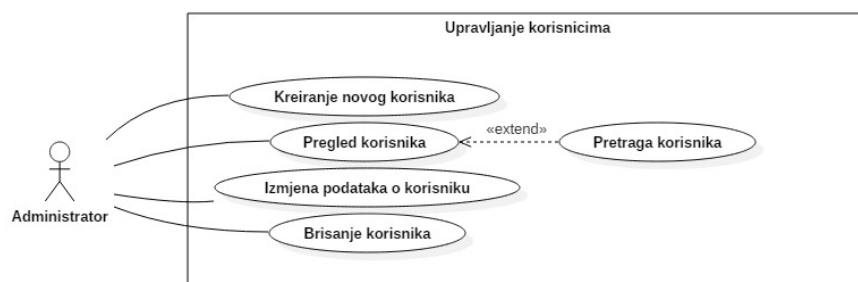 Upravljanje korisnicima
Kreiranje novog korisnika
Pregled korisnika
«extend»
Pretraga korisnika
Izmjena podataka o korisniku
Administrator
Brisanje korisnika